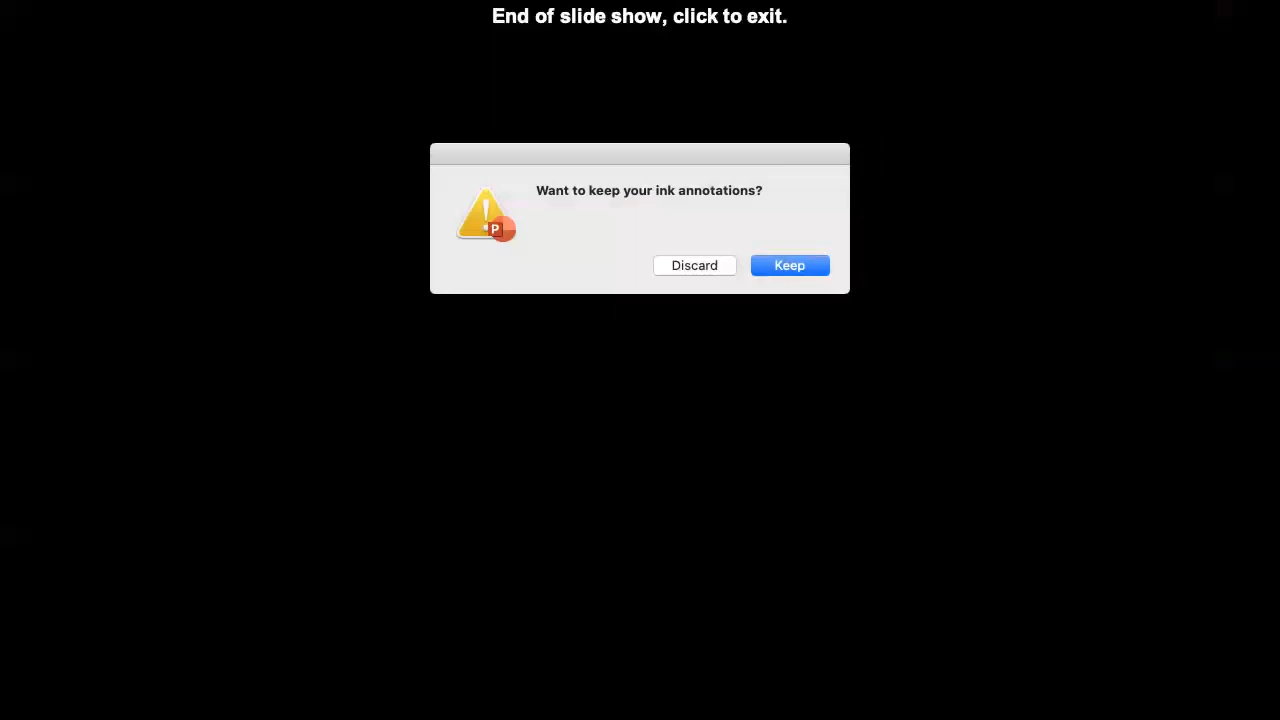 End of slide show, click to exit.
Want to keep your ink annotations?
P
Discard Keep